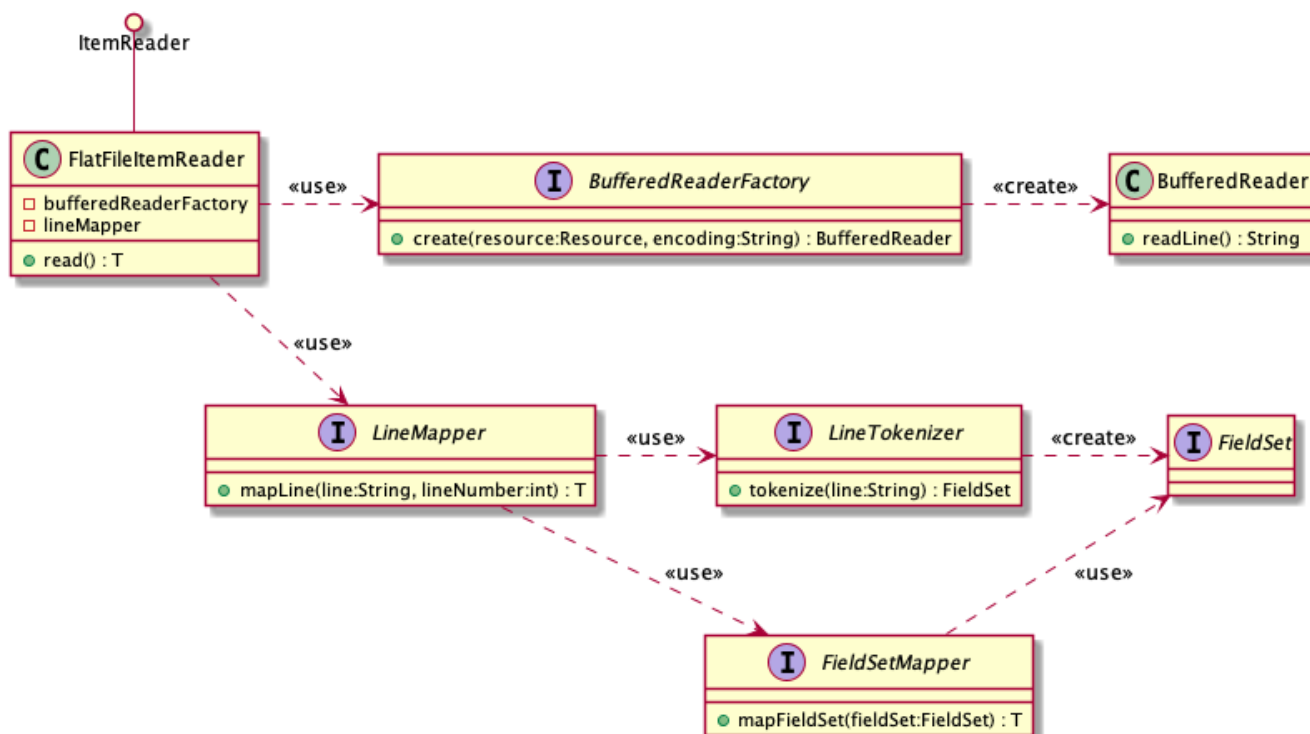 ItemReader
C FlatFileItemReader
bufferedReaderFactory
lineMapper
read() : T
«use»
I BufferedReaderFactory
create(resource:Resource, encoding:String) : BufferedReader
«create»
C BufferedReader
readLine() : String
«use»
I LineMapper
mapLine(line:String, lineNumber:int) : T
«use»
I LineTokenizer
tokenize(line:String) : FieldSet
«create»
I FieldSet
«use»
«use»
I FieldSetMapper
mapFieldSet(fieldSet:FieldSet) : T